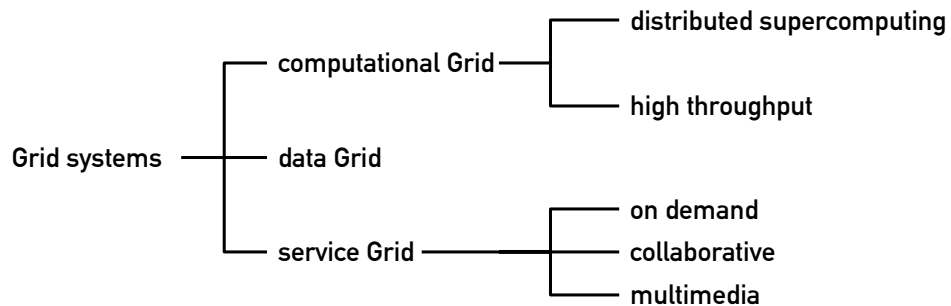 distributed supercomputing
computational Grid
high throughput
Grid systems
data Grid
on demand
service Grid
collaborative
multimedia